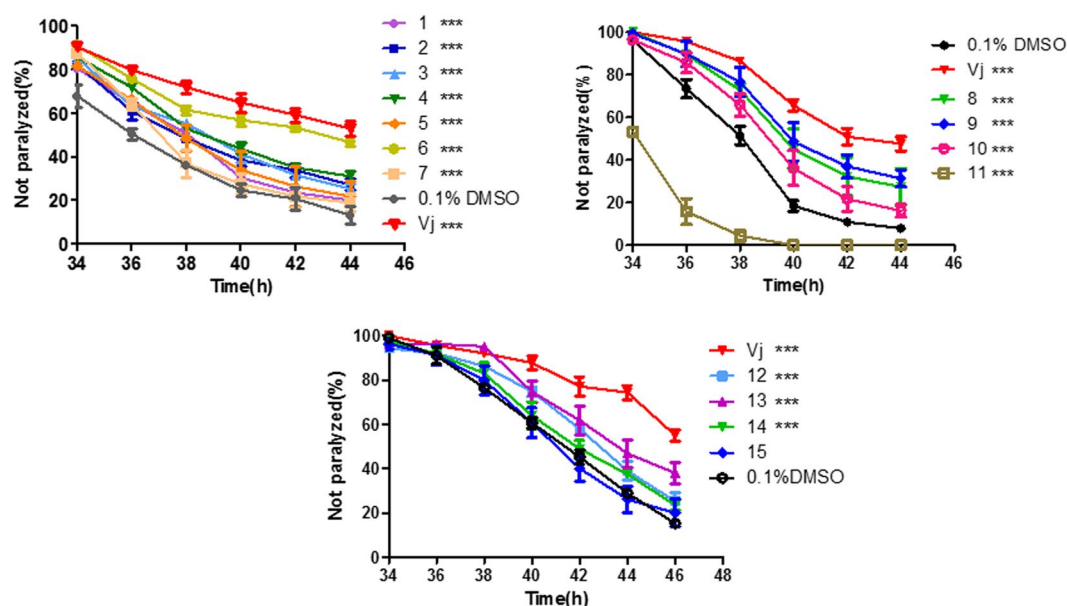 Not paralyzed(%)
100
80
60
40
20
0
34 36 38 40 42 44 46
Time(h)
1 ***
2 ***
3 ***
4 ***
5 ***
6 ***
7 ***
0.1% DMSO
Vj ***
Not paralyzed(% )
100
80
60
40
20
0
34 36 38 40 42 44 46
Time(h)
0.1% DMSO
Vj ***
8 ***
9 ***
10 ***
11 ***
Not paralyzed(%)
100
80
60
40
20
0
34 36 38 40 42 44 46 48
Time(h)
Vj ***
12 ***
13 ***
14 ***
15
0.1%DMSO